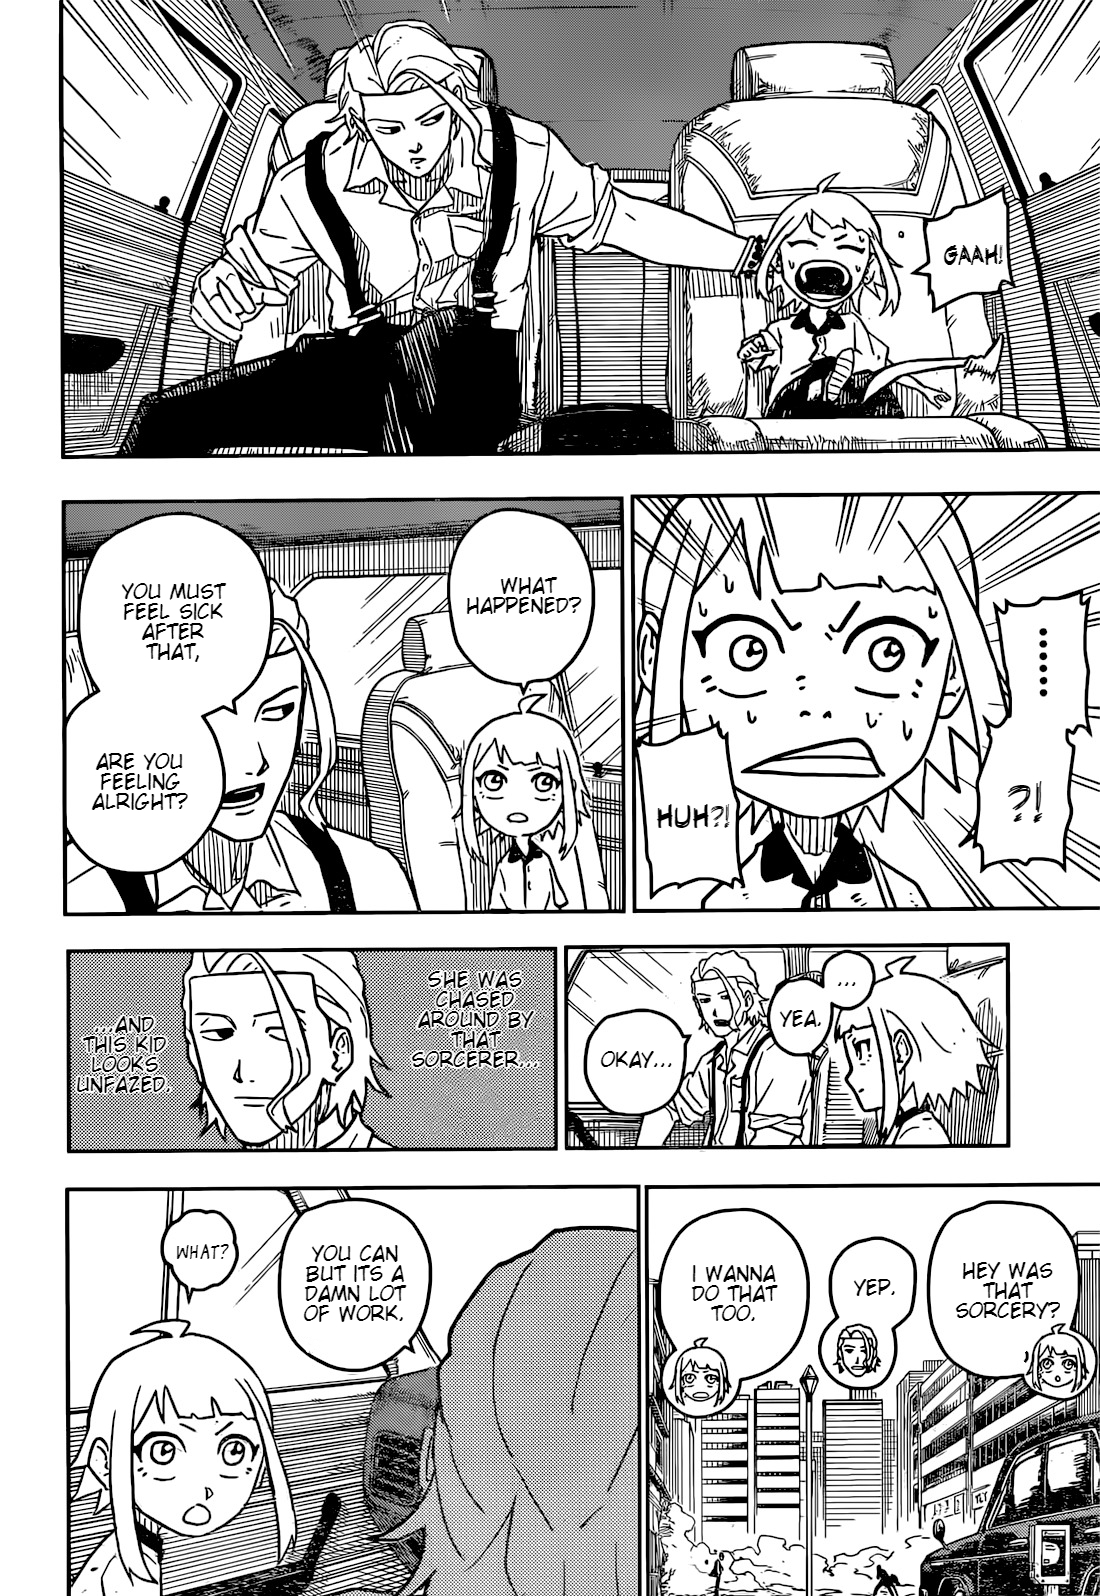 GAAH!
......
?!
HUH?!
WHAT
HAPPENED?
YOU MUST
FEEL SICK
AFTER
THAT,
ARE YOU
FEELING
ALRIGHT?
...
YEA.
OKAY...
SHE WAS
CHASED
AROUND BY
THAT
SORCERER...
...AND
THIS KID
LOOKS
UNFAZED.
HEY WAS
THAT
SORCERY?
YEP.
I WANNA
DO THAT
TOO.
YOU CAN
BUT ITS A
DAMN LOT
OF WORK.
WHAT?